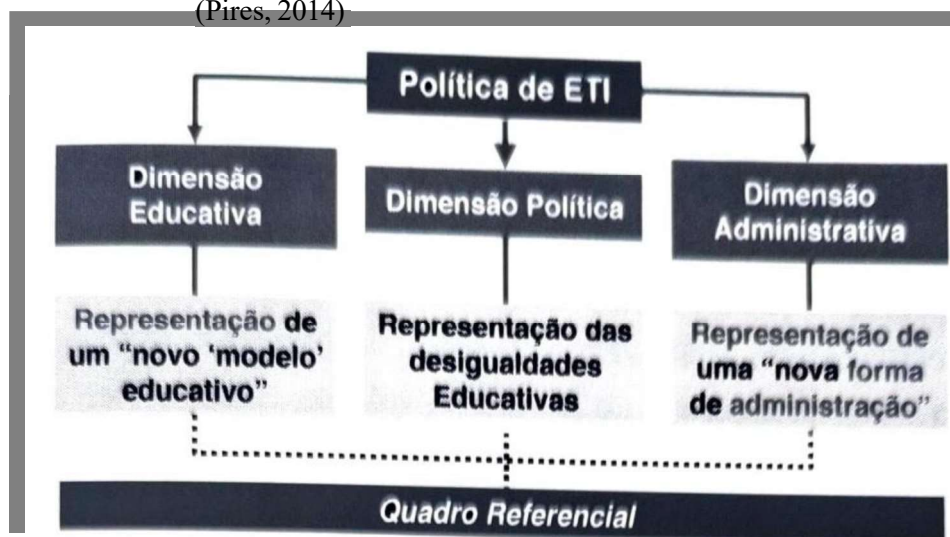 (Pires, 2014)
Política de ETI
Dimensão
Educativa
Dimensão Política
Dimensão
Administrativa
Representação de
um “novo ‘modelo’
educativo”
Representação das
desigualdades
Educativas
Representação de
uma “nova forma
de administração”
Quadro Referencial